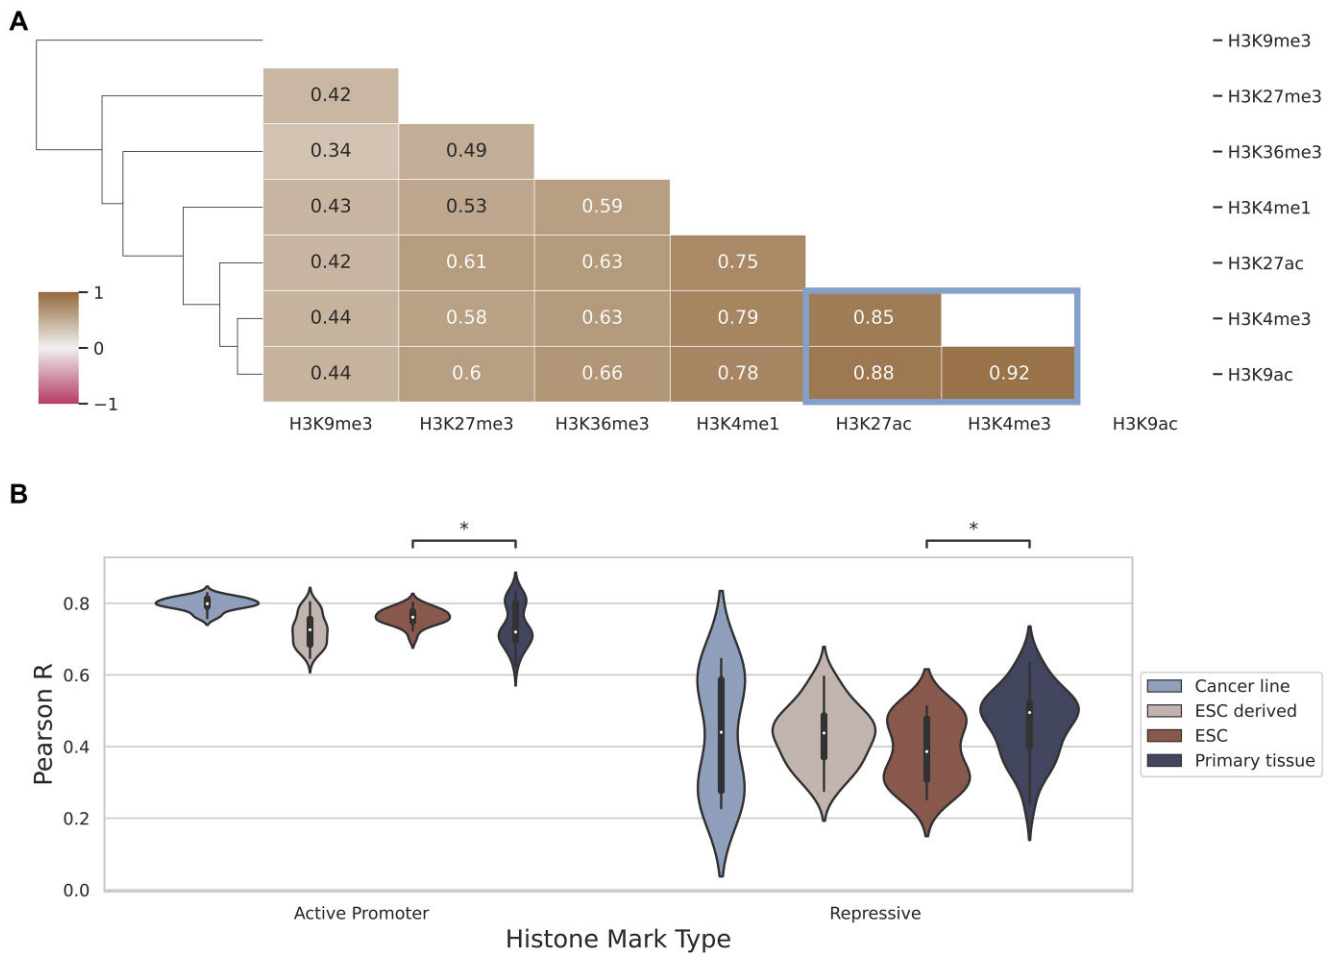 A
H3K9me3
0.42 H3K27me3
0.34 0.49 H3K36me3
0.43 0.53 0.59 H3K4me1
0.42 0.61 0.63 0.75 H3K27ac
1
0.44 0.58 0.63 0.79 0.85 H3K4me3
0
0.44 0.6 0.66 0.78 0.88 0.92 H3K9ac
−1
H3K9me3 H3K27me3 H3K36me3 H3K4me1 H3K27ac H3K4me3 H3K9ac
B
* *
0.8
0.6
0.4
0.2
0.0
Pearson R
Cancer line
ESC derived
ESC
Primary tissue
Active Promoter Repressive
Histone Mark Type